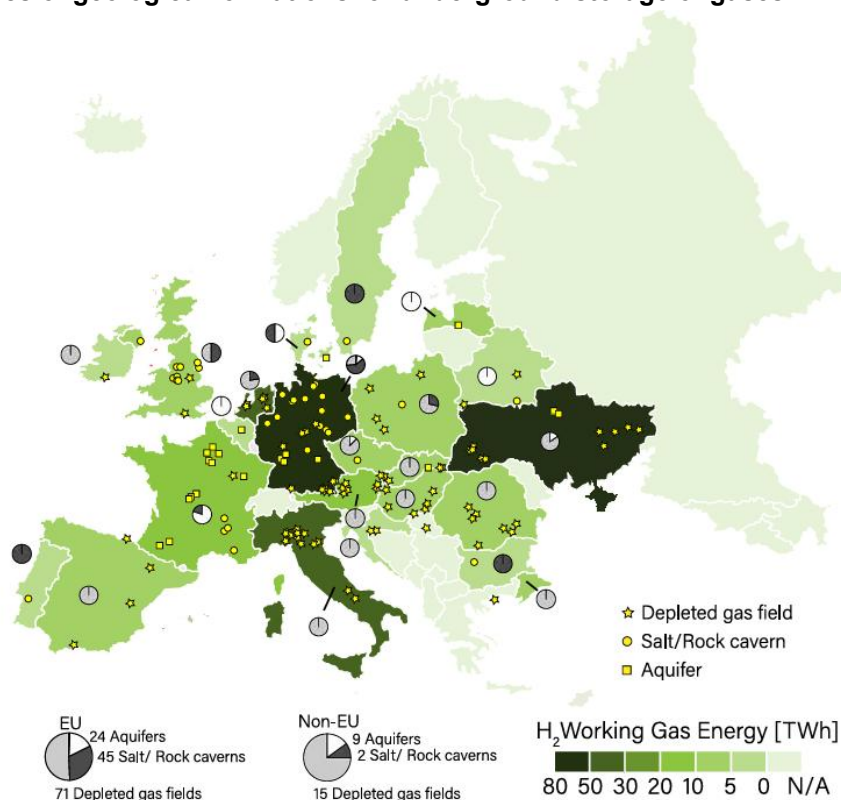 Depleted gas field
Salt/Rock cavern
Aquifer
EU
24 Aquifers
45 Salt/ Rock caverns
71 Depleted gas fields
Non-EU
9 Aquifers
2 Salt/ Rock caverns
15 Depleted gas fields
H₂Working Gas Energy [TWh]
80 50 30 20 10 5 0 N/A